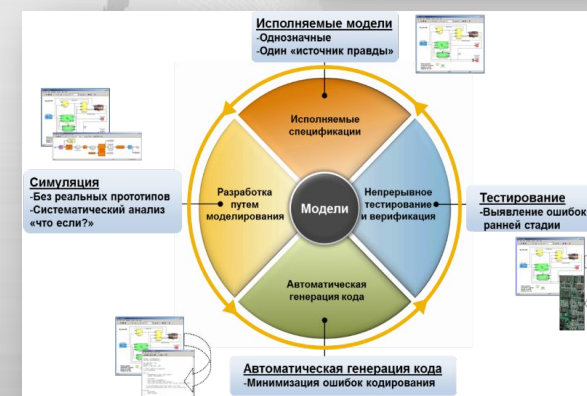 Исполняемые модели
-Однозначные
-Один «источник правды»
Исполняемые
спецификации
Симуляция
-Без реальных прототипов
-Систематический анализ
«что если?»
Разработка
путем
моделирования
Модели
Непрерывное
тестирование
и верификация
Тестирование
-Выявление ошибок
ранней стадии
Автоматическая
генерация кода
Автоматическая генерация кода
-Минимизация ошибок кодирования